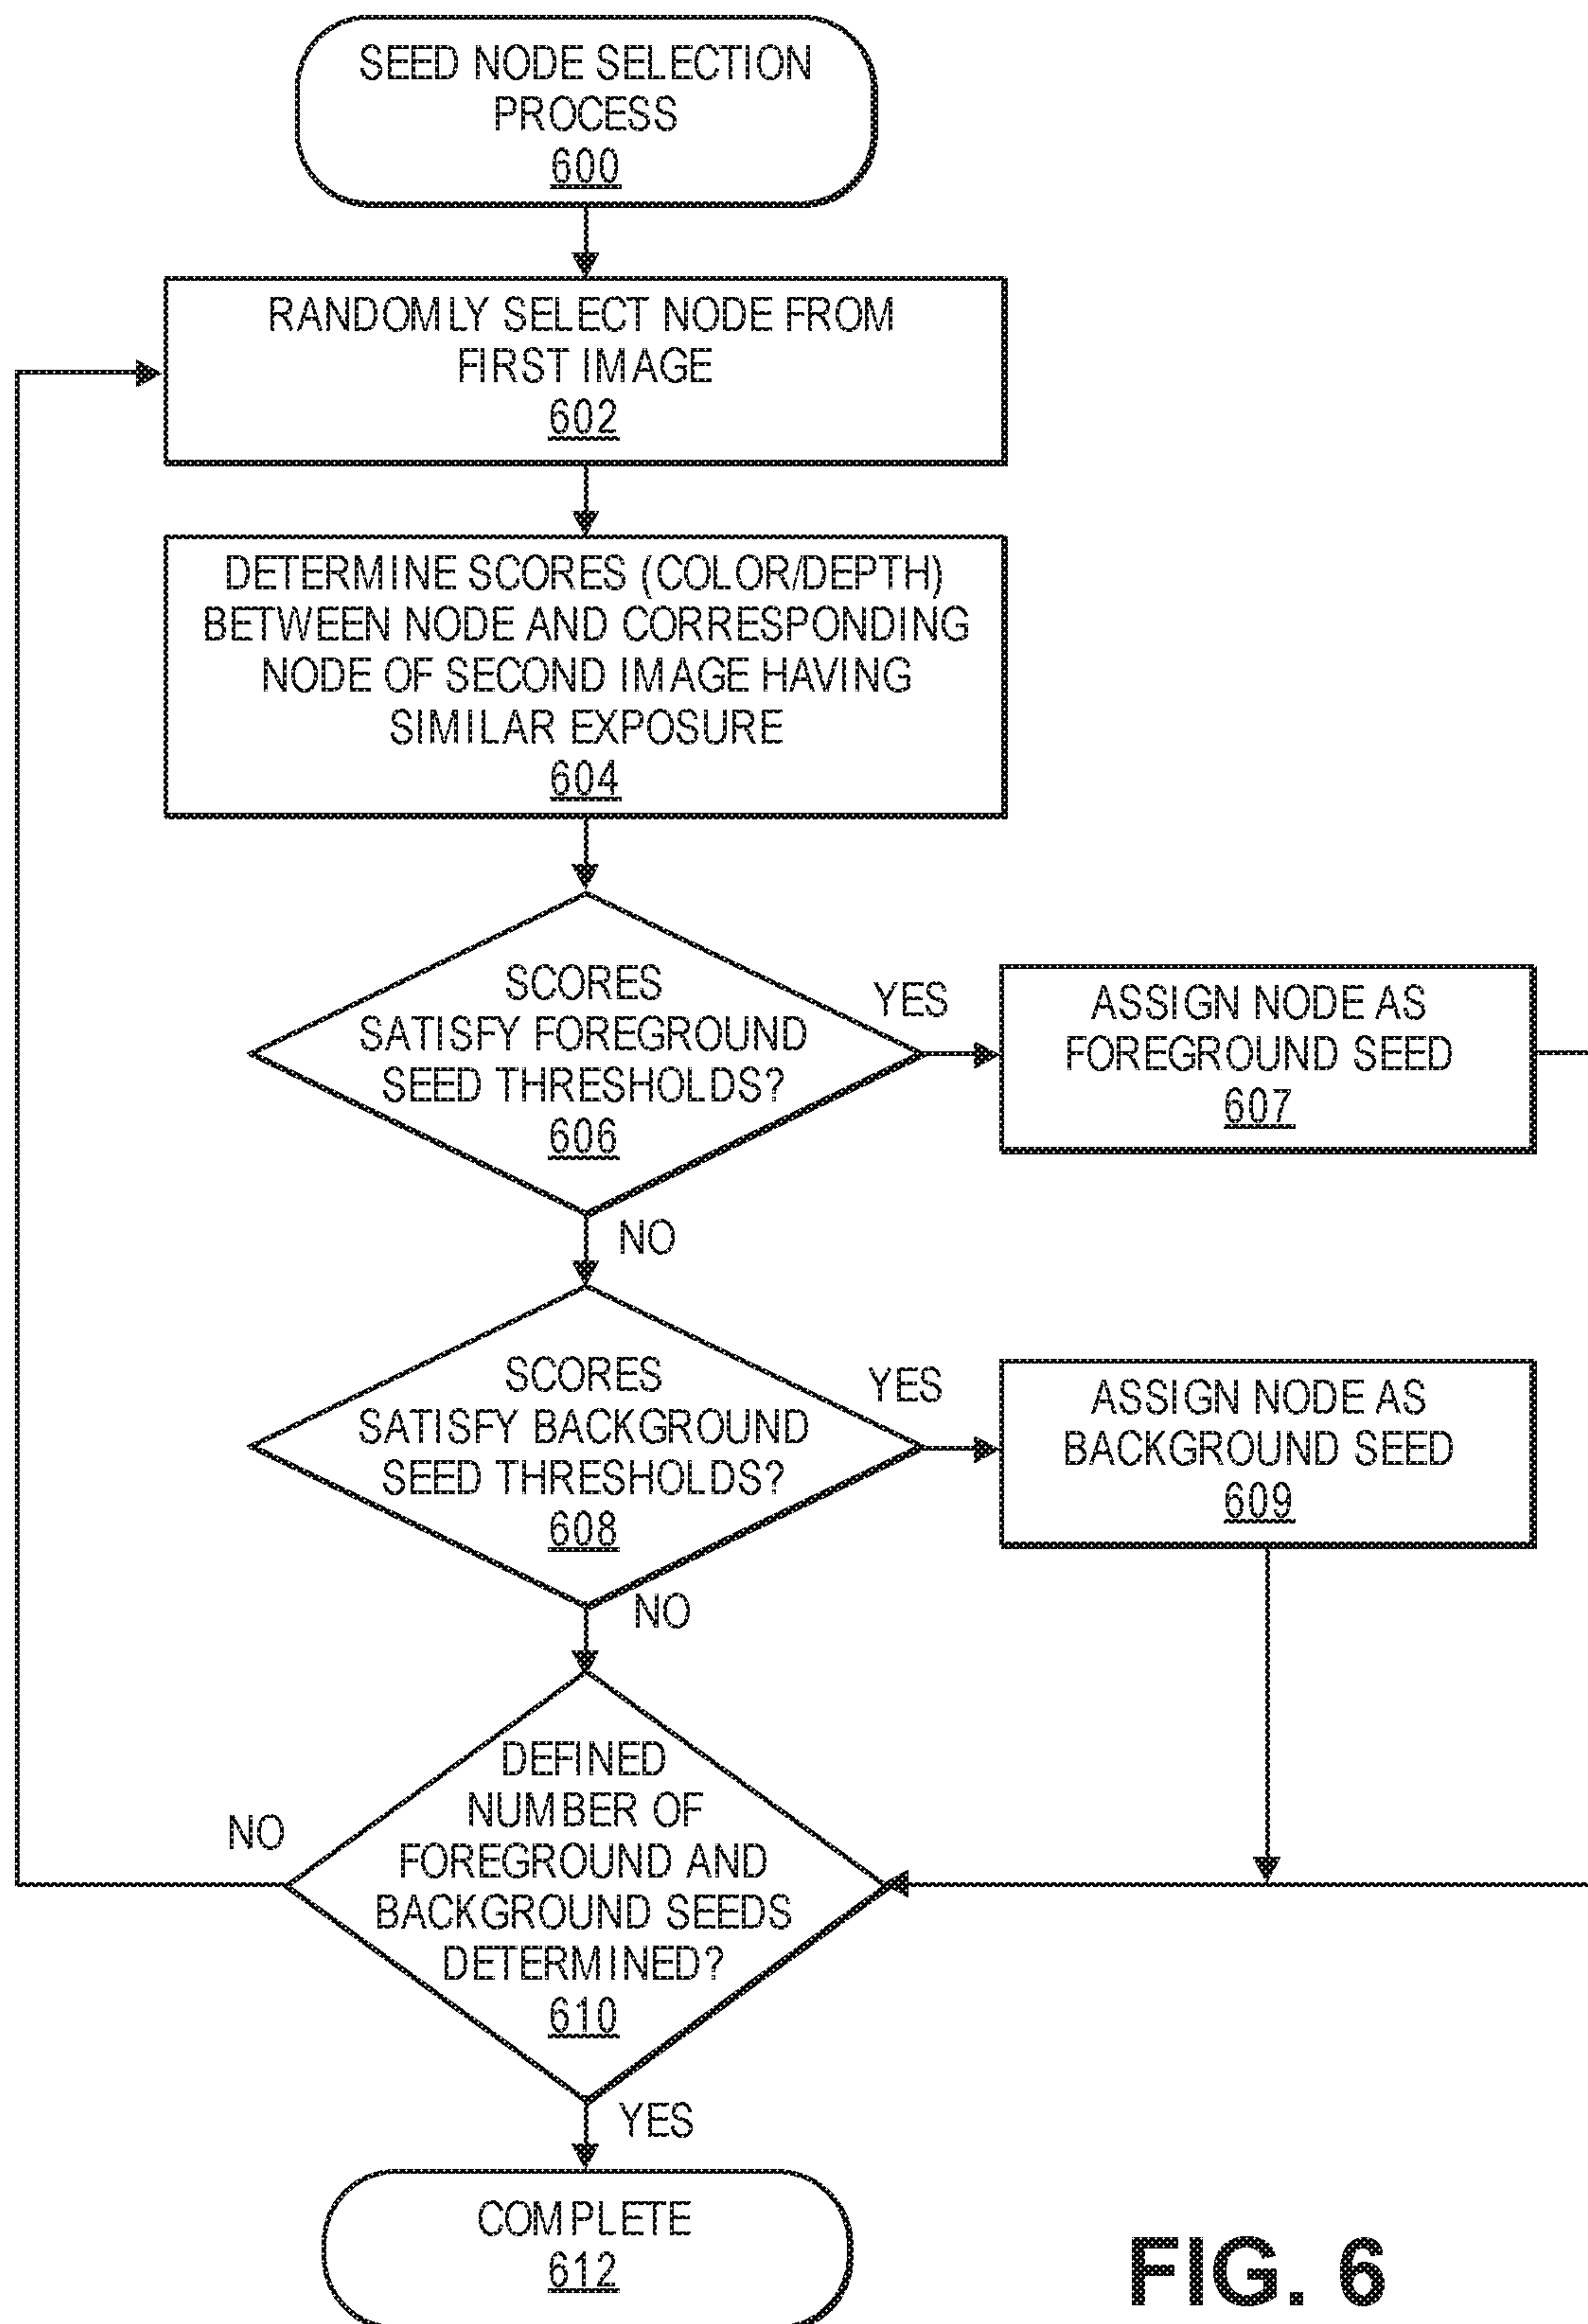 SEED NODE SELECTION
PROCESS
600
RANDOMLY SELECT NODE FROM
FIRST IMAGE
602
DETERMINE SCORES (COLOR/DEPTH)
BETWEEN NODE AND CORRESPONDING
NODE OF SECOND IMAGE HAVING
SIMILAR EXPOSURE
604
SCORES
SATISFY FOREGROUND
SEED THRESHOLDS?
606
YES
ASSIGN NODE AS
FOREGROUND SEED
607
NO
SCORES
SATISFY BACKGROUND
SEED THRESHOLDS?
608
YES
ASSIGN NODE AS
BACKGROUND SEED
609
NO
DEFINED
NUMBER OF
FOREGROUND AND
BACKGROUND SEEDS
DETERMINED?
610
NO
YES
COMPLETE
612
FIG. 6